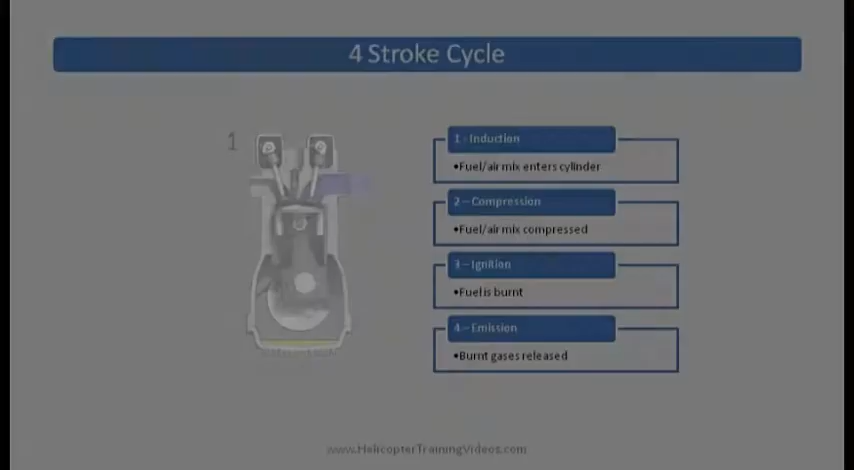 4 Stroke Cycle
1
1 - Induction
•Fuel/air mix enters cylinder
2 – Compression
•Fuel/air mix compressed
3 – Ignition
•Fuel is burnt
4 – Emission
•Burnt gases released
www.HelicopterTrainingVideos.com